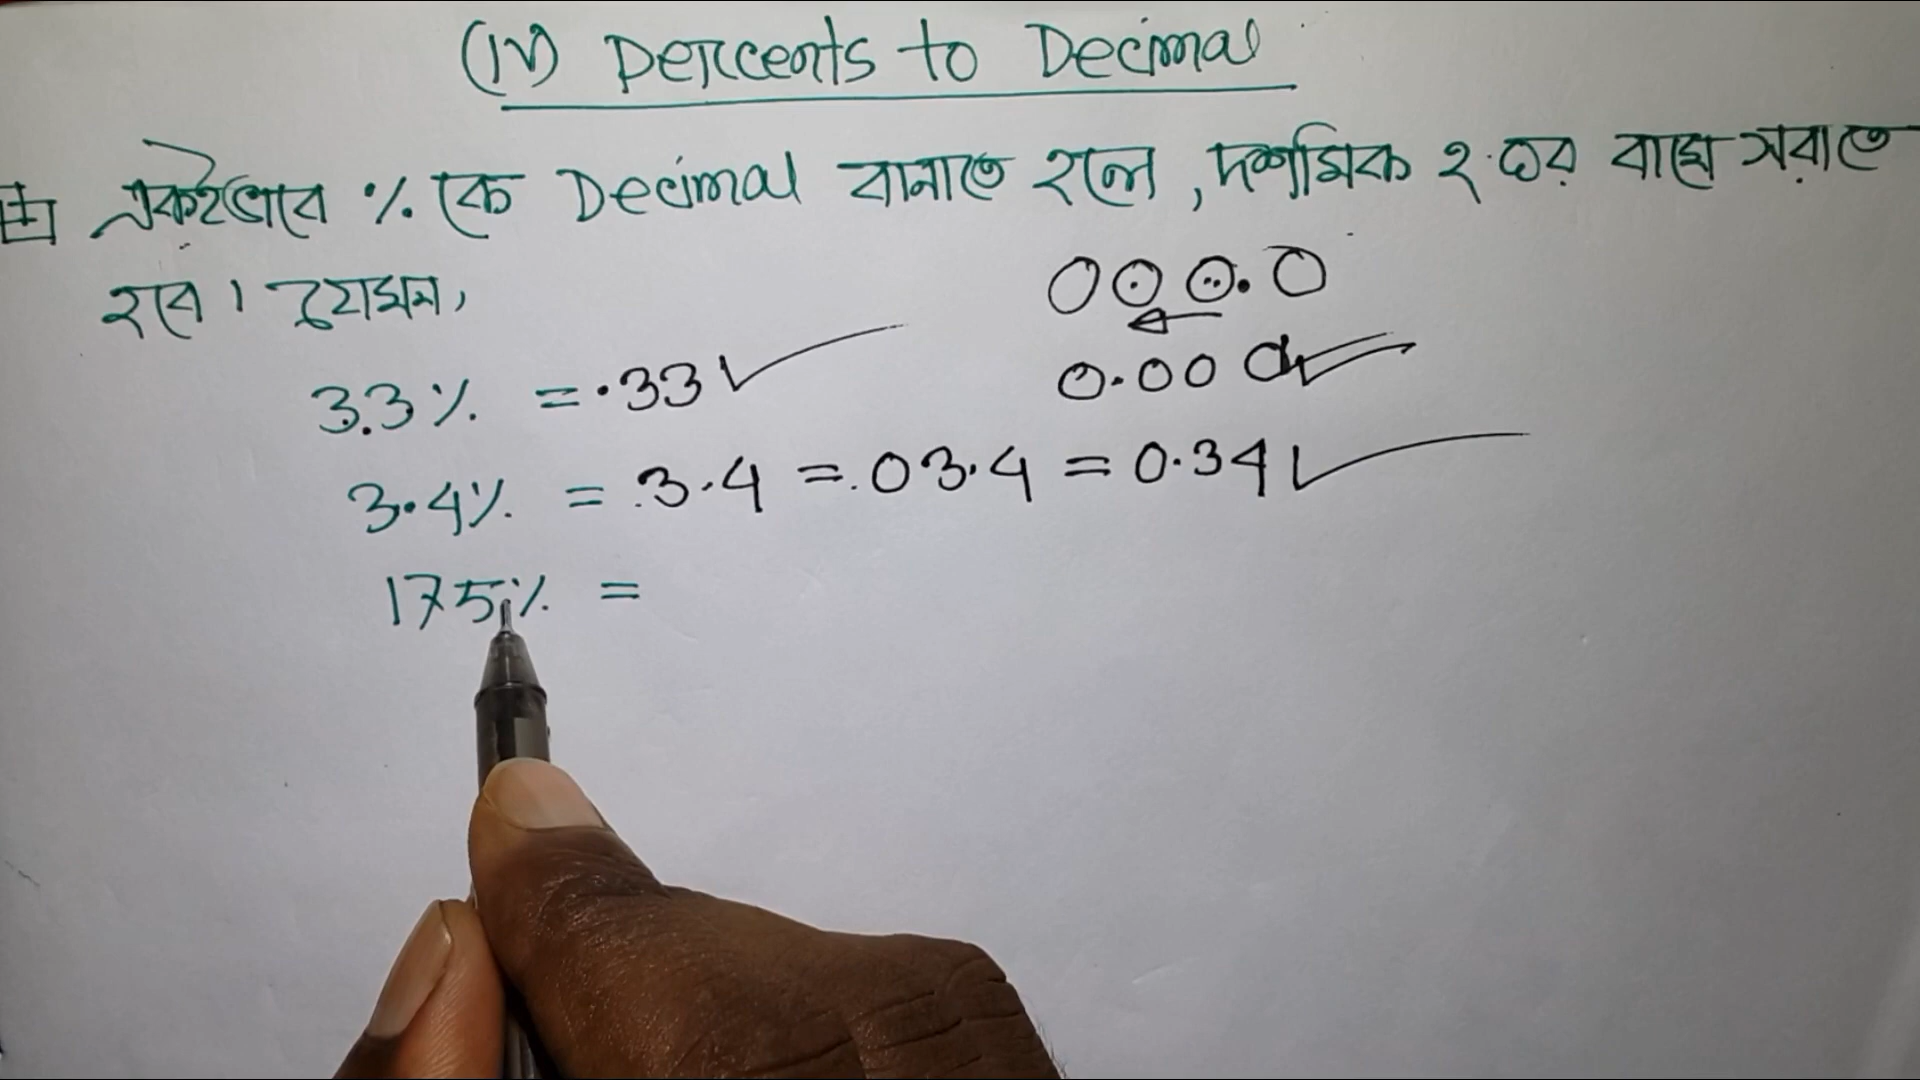 (IV) Percents to Decimal
একইভাবে % কে Decimal বানাতে হলে, দশমিক ২ ঘর বামে সরাতে
হবে। যেমন,
000.0
0.00 0
3.3% = .33
3.4% = .3.4 = .03.4 = 0.34
175% =